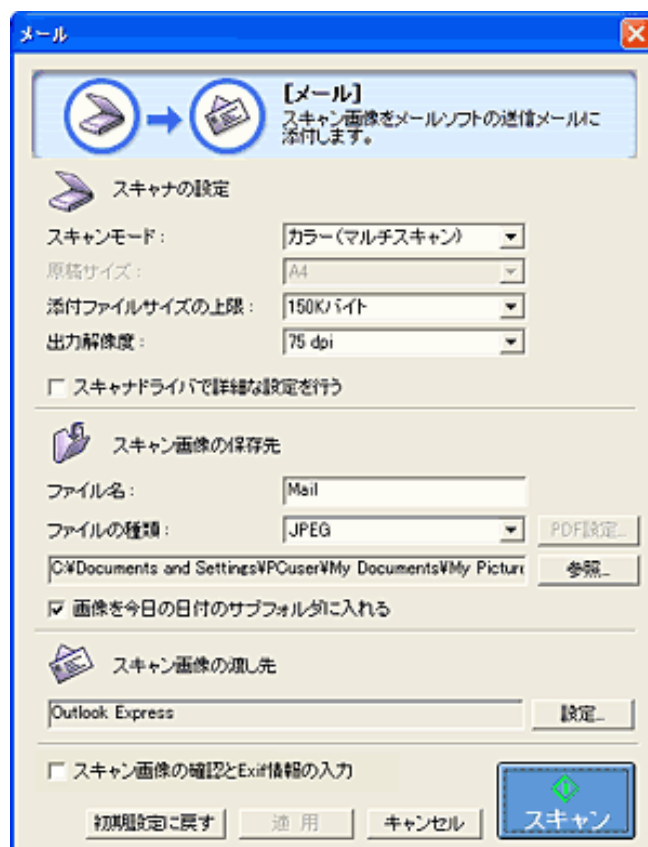 メール
[メール]
スキャン画像をメールソフトの送信メールに
添付します。
スキャナの設定
スキャンモード： カラー(マルチスキャン)
原稿サイズ： A4
添付ファイルサイズの上限： 150Kバイト
出力解像度： 75 dpi
スキャナドライバで詳細な設定を行う
スキャン画像の保存先
ファイル名： Mail
ファイルの種類： JPEG PDF設定...
C:¥Documents and Settings¥PCuser¥My Documents¥My Pictur 参照...
画像を今日の日付のサブフォルダに入れる
スキャン画像の渡し先
Outlook Express 設定...
スキャン画像の確認とExif情報の入力
初期設定に戻す 適用 キャンセル スキャン